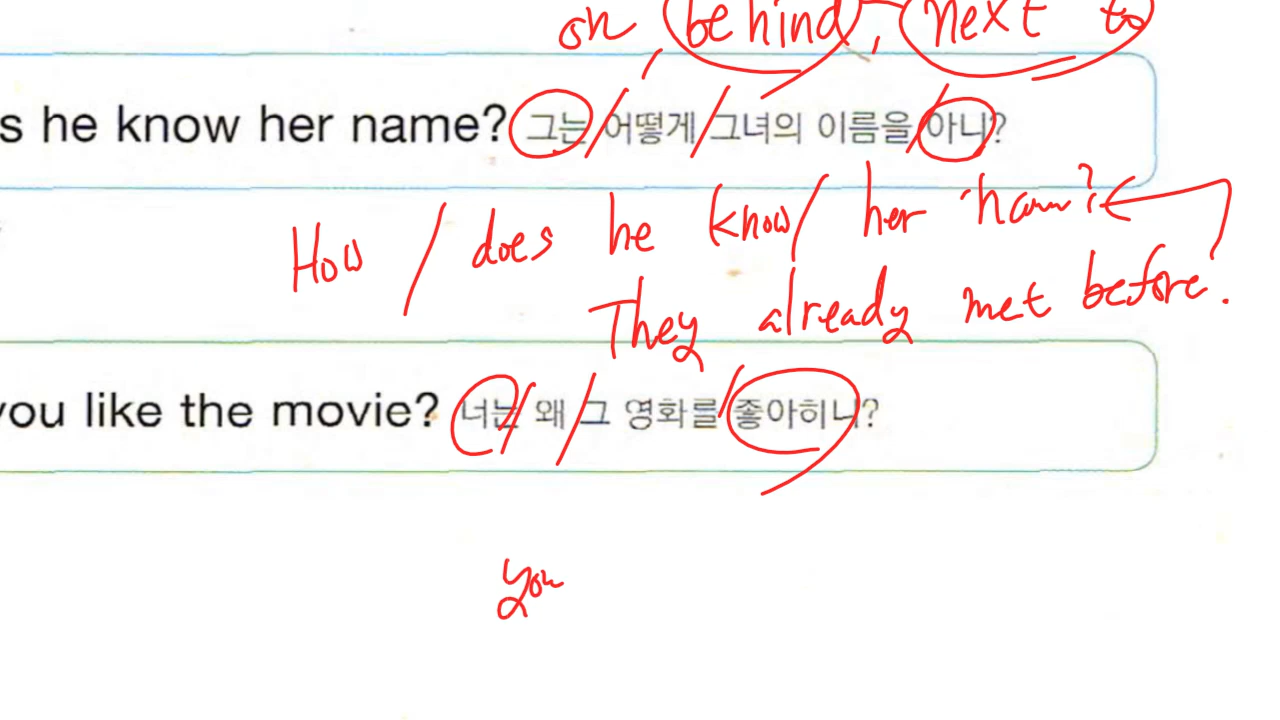 on, behind, next to
s he know her name? 그는/어떻게/그녀의 이름을/아니?
How / does he know/ her name?
They already met before.
you like the movie? 너는/왜/그 영화를/좋아하니?
you